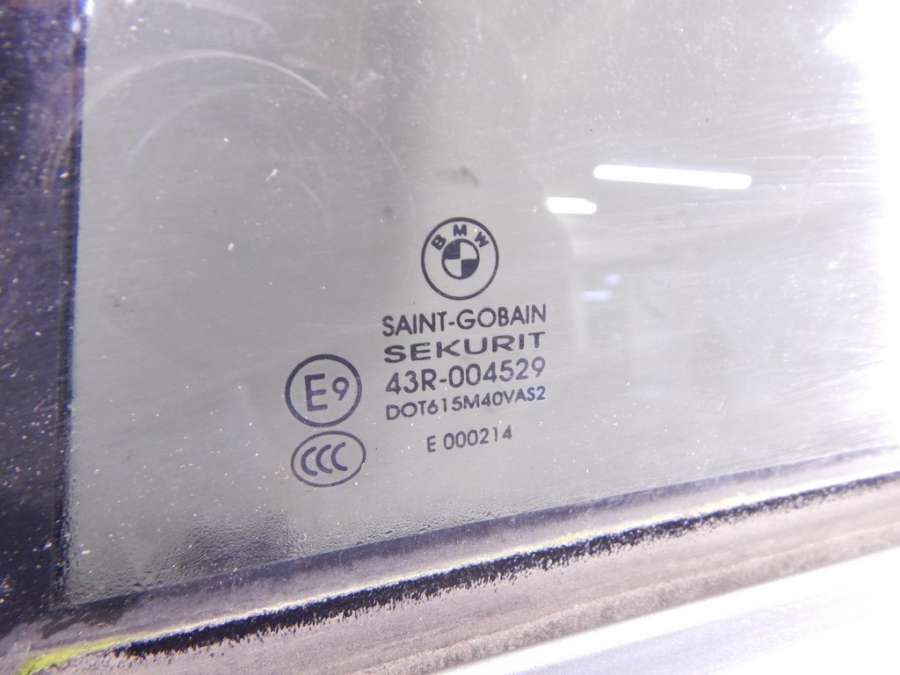 BMW
SAINT-GOBAIN
SEKURIT
43R-004529
DOT615M40VAS2
E 000214
E9
CCC